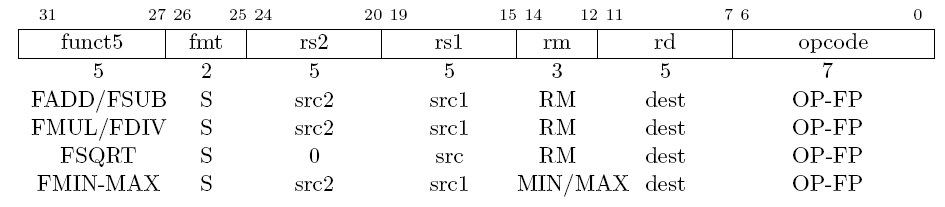 31 27 26 25 24 20 19 15 14 12 11 7 6 0
funct5 fmt rs2 rs1 rm rd opcode
5 2 5 5 3 5 7
FADD/FSUB S src2 src1 RM dest OP-FP
FMUL/FDIV S src2 src1 RM dest OP-FP
FSQRT S 0 src RM dest OP-FP
FMIN-MAX S src2 src1 MIN/MAX dest OP-FP